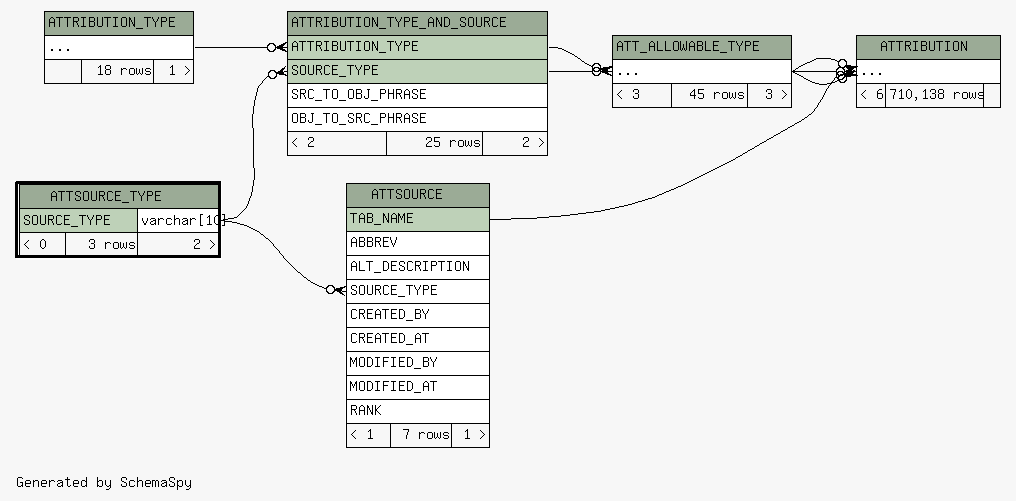 ATTRIBUTION_TYPE
...
18 rows 1 >
ATTRIBUTION_TYPE_AND_SOURCE
ATTRIBUTION_TYPE
SOURCE_TYPE
SRC_TO_OBJ_PHRASE
OBJ_TO_SRC_PHRASE
< 2 25 rows 2 >
ATT_ALLOWABLE_TYPE
...
< 3 45 rows 3 >
ATTRIBUTION
...
< 6 710,138 rows
ATTSOURCE_TYPE
SOURCE_TYPE varchar[10]
< 0 3 rows 2 >
ATTSOURCE
TAB_NAME
ABBREV
ALT_DESCRIPTION
SOURCE_TYPE
CREATED_BY
CREATED_AT
MODIFIED_BY
MODIFIED_AT
RANK
< 1 7 rows 1 >
Generated by SchemaSpy